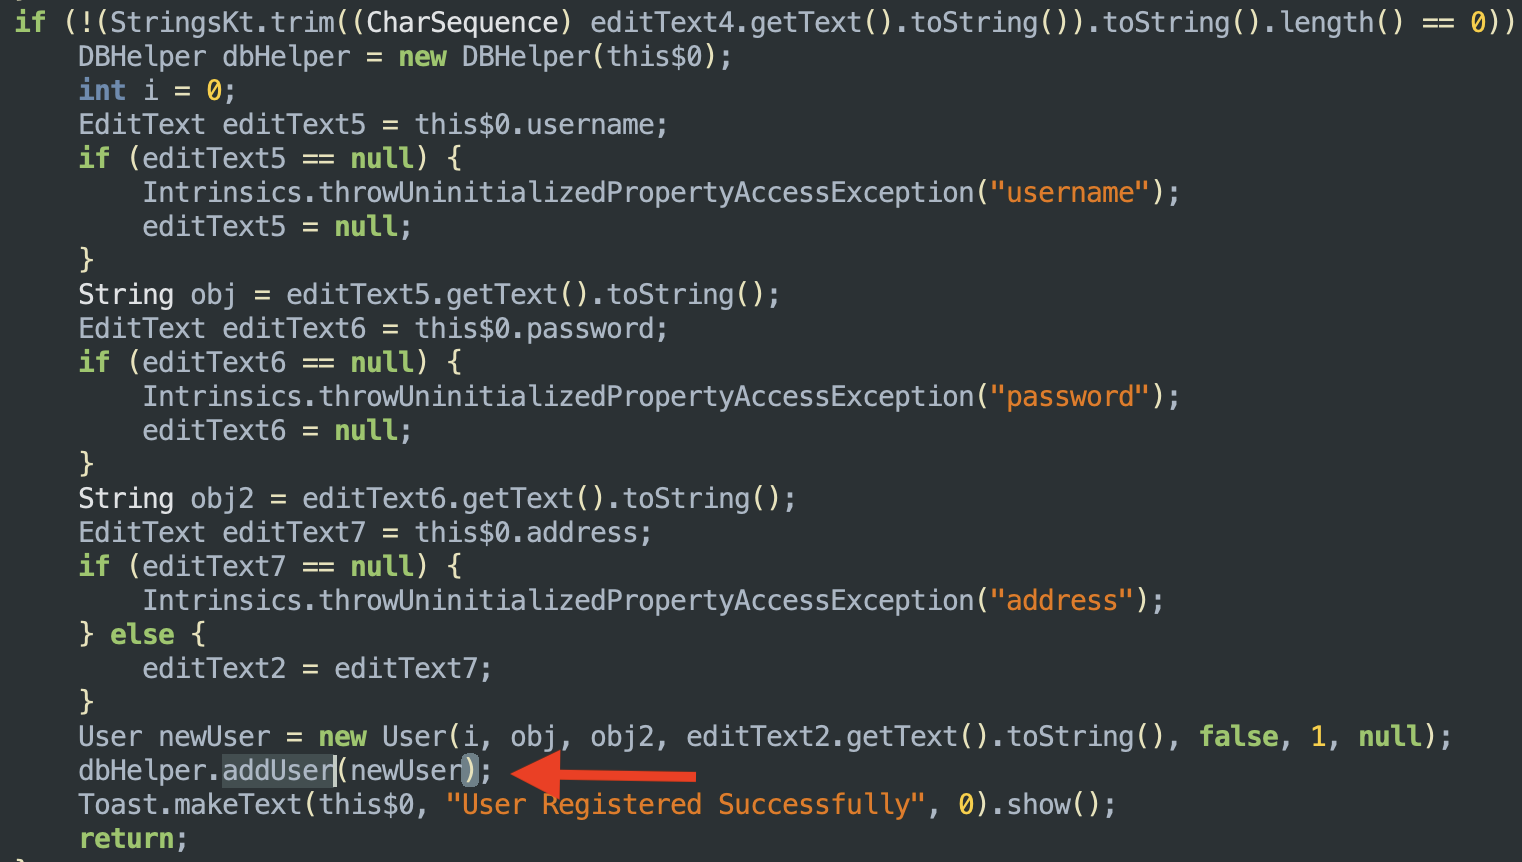 if (!(StringsKt.trim((CharSequence) editText4.getText().toString()).toString().length() == 0))
    DBHelper dbHelper = new DBHelper(this$0);
    int i = 0;
    EditText editText5 = this$0.username;
    if (editText5 == null) {
        Intrinsics.throwUninitializedPropertyAccessException("username");
        editText5 = null;
    }
    String obj = editText5.getText().toString();
    EditText editText6 = this$0.password;
    if (editText6 == null) {
        Intrinsics.throwUninitializedPropertyAccessException("password");
        editText6 = null;
    }
    String obj2 = editText6.getText().toString();
    EditText editText7 = this$0.address;
    if (editText7 == null) {
        Intrinsics.throwUninitializedPropertyAccessException("address");
    } else {
        editText2 = editText7;
    }
    User newUser = new User(i, obj, obj2, editText2.getText().toString(), false, 1, null);
    dbHelper.addUser(newUser);
    Toast.makeText(this$0, "User Registered Successfully", 0).show();
    return;